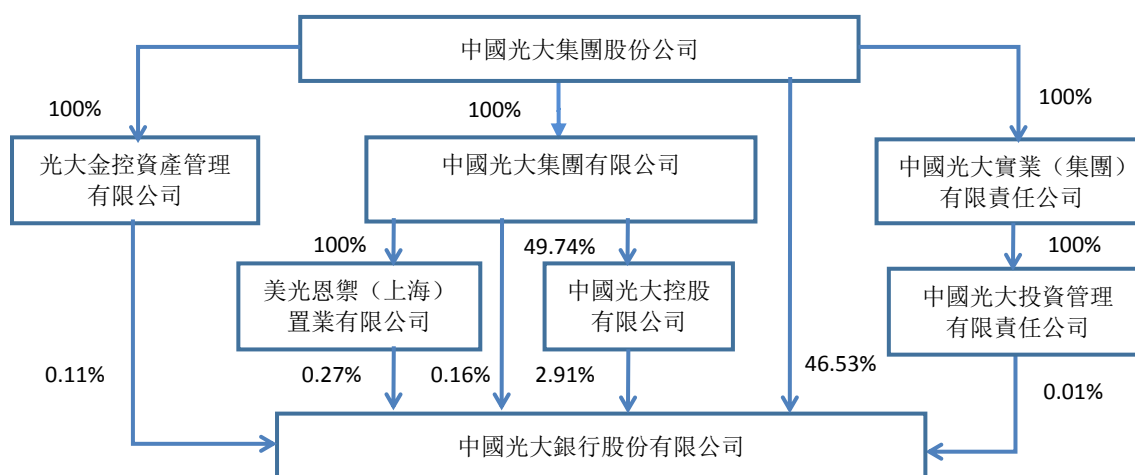 中國光大集團股份公司
100%
100%
100%
光大金控資產管理
有限公司
中國光大集團有限公司
中國光大實業（集團）
有限責任公司
100%
49.74%
100%
美光恩禦（上海）
置業有限公司
中國光大控股
有限公司
中國光大投資管理
有限責任公司
0.11%
0.27%
0.16%
2.91%
46.53%
0.01%
中國光大銀行股份有限公司